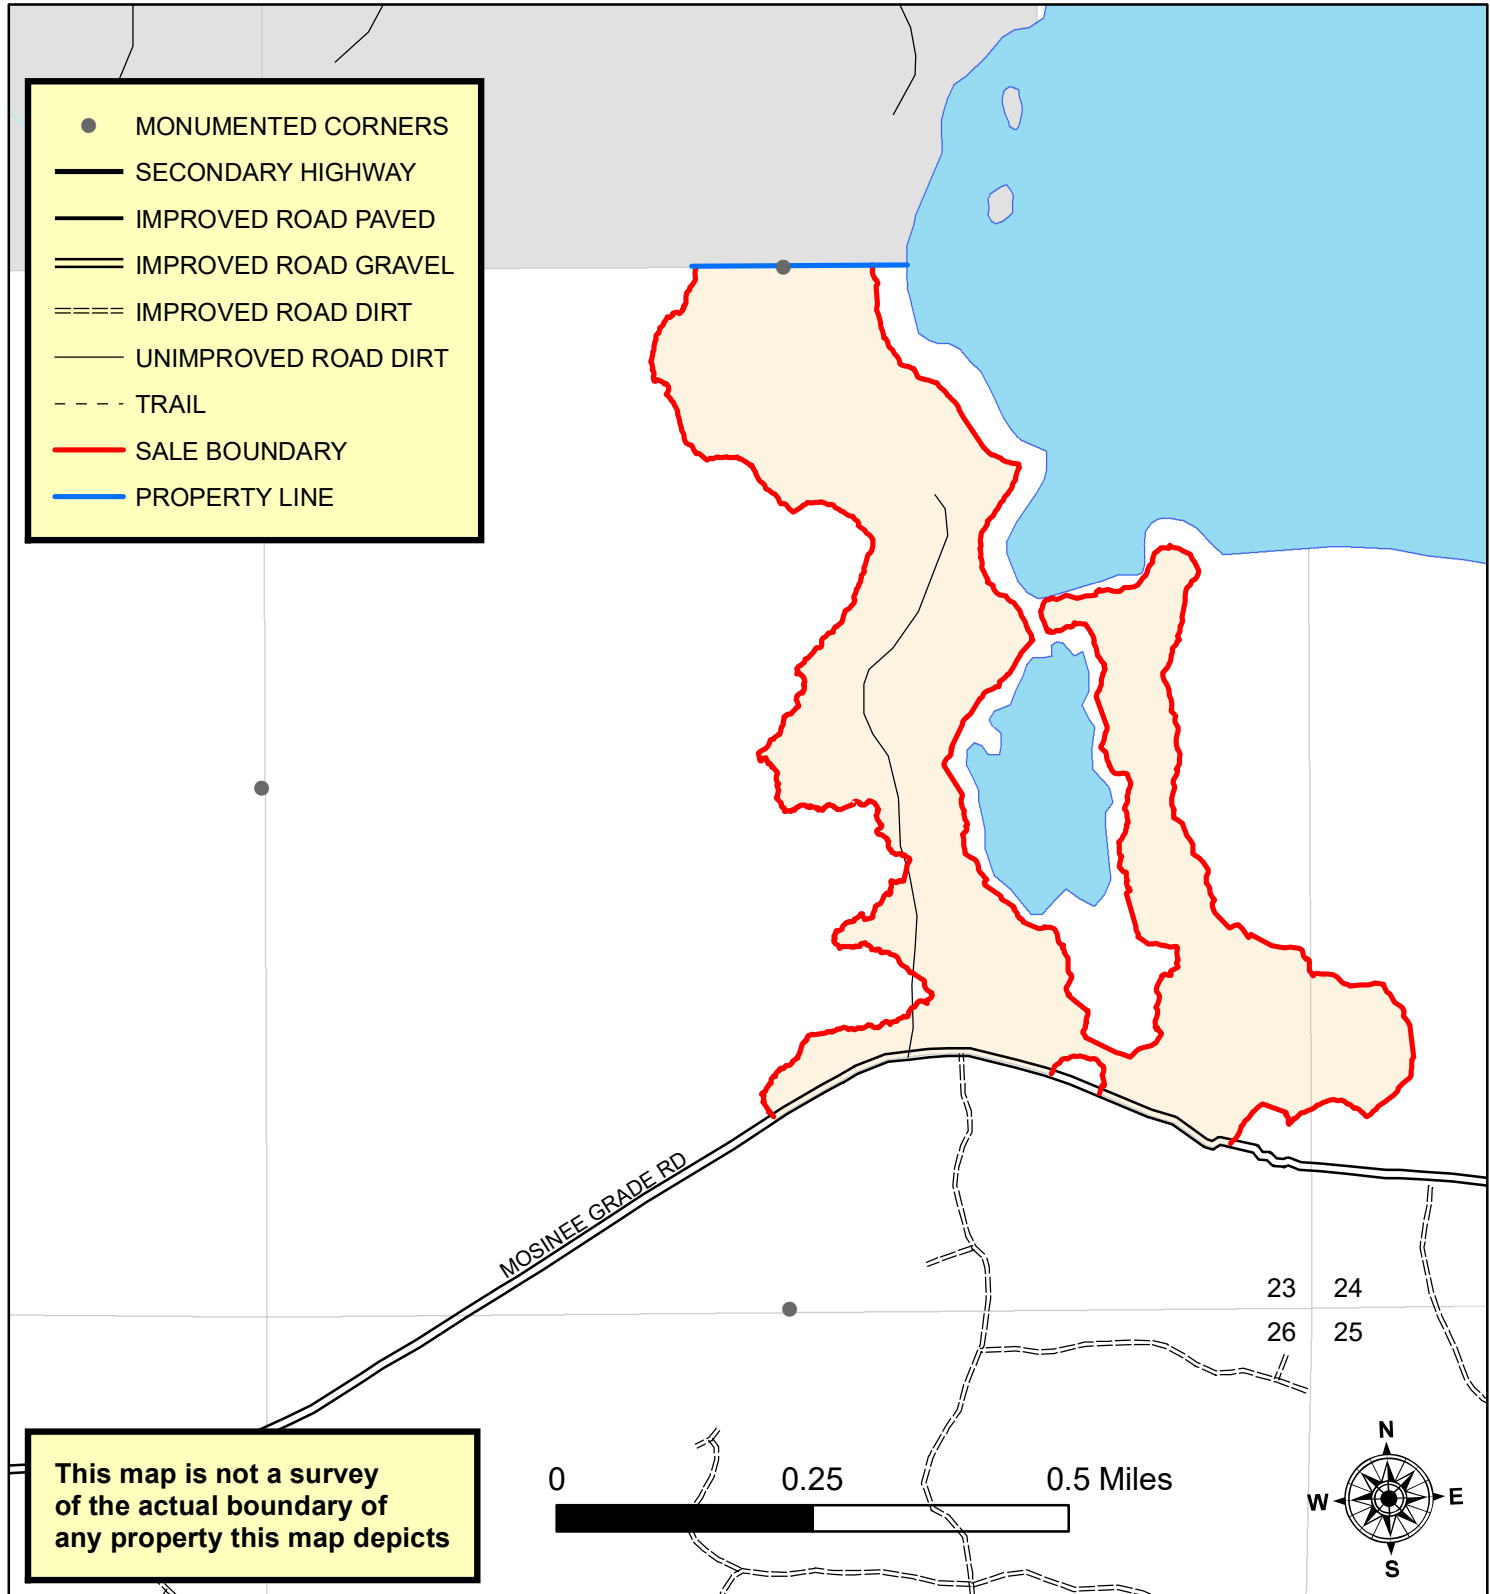 MONUMENTED CORNERS
SECONDARY HIGHWAY
IMPROVED ROAD PAVED
IMPROVED ROAD GRAVEL
IMPROVED ROAD DIRT
UNIMPROVED ROAD DIRT
TRAIL
SALE BOUNDARY
PROPERTY LINE
MOSINEE GRADE RD
23 24
26 25
This map is not a survey
of the actual boundary of
any property this map depicts
0 0.25 0.5 Miles
N
W E
S